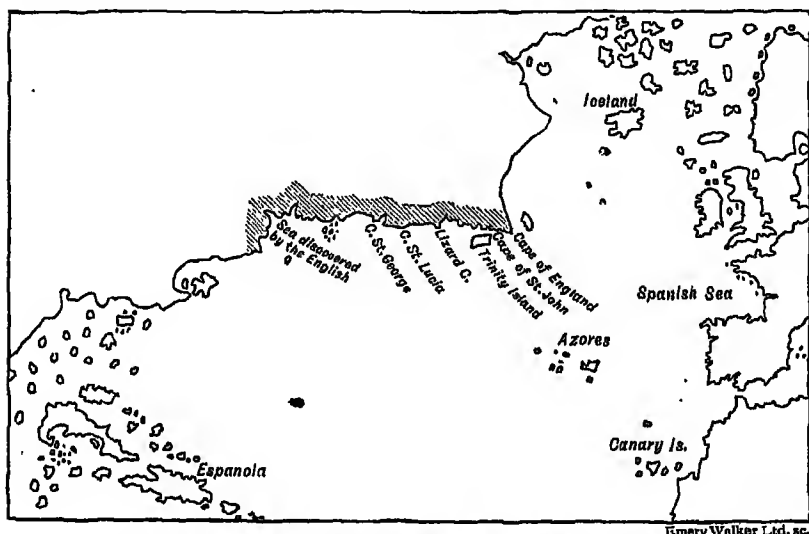 Iceland
Sea discovered
by the English
C. St. George
C. St. Lucia
Lizard C.
Trinity Island
Cape of St. John
Cape of England
Spanish Sea
Azores
Canary Is.
Espanola
Emery Walker Ltd. sc.